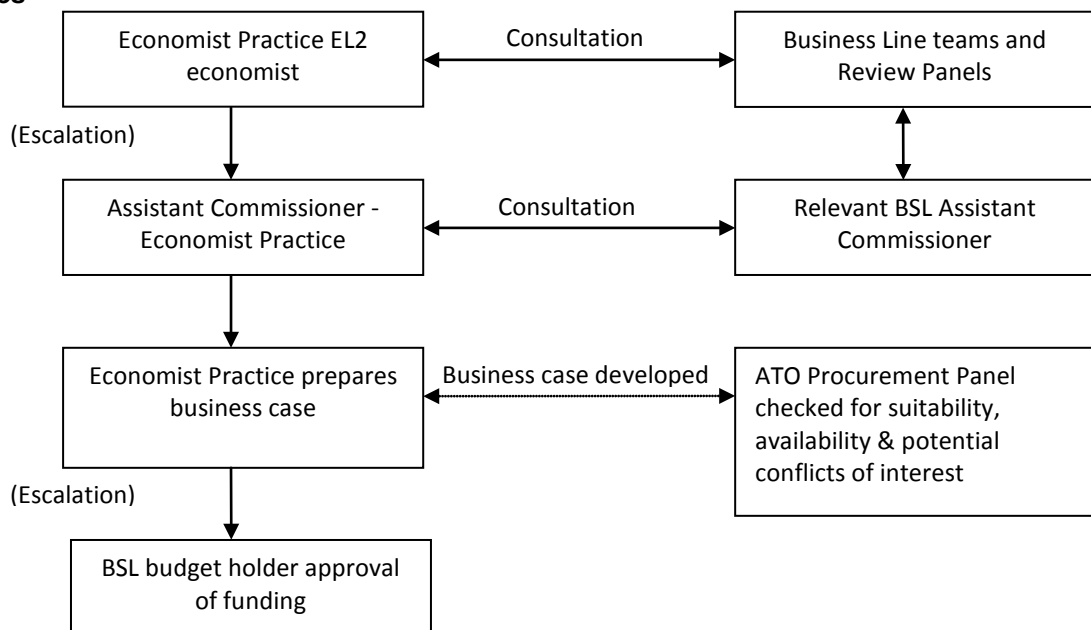 Economist Practice EL2
economist
Consultation
Business Line teams and
Review Panels
(Escalation)
Assistant Commissioner -
Economist Practice
Consultation
Relevant BSL Assistant
Commissioner
Economist Practice prepares
business case
Business case developed
ATO Procurement Panel
checked for suitability,
availability & potential
conflicts of interest
(Escalation)
BSL budget holder approval
of funding